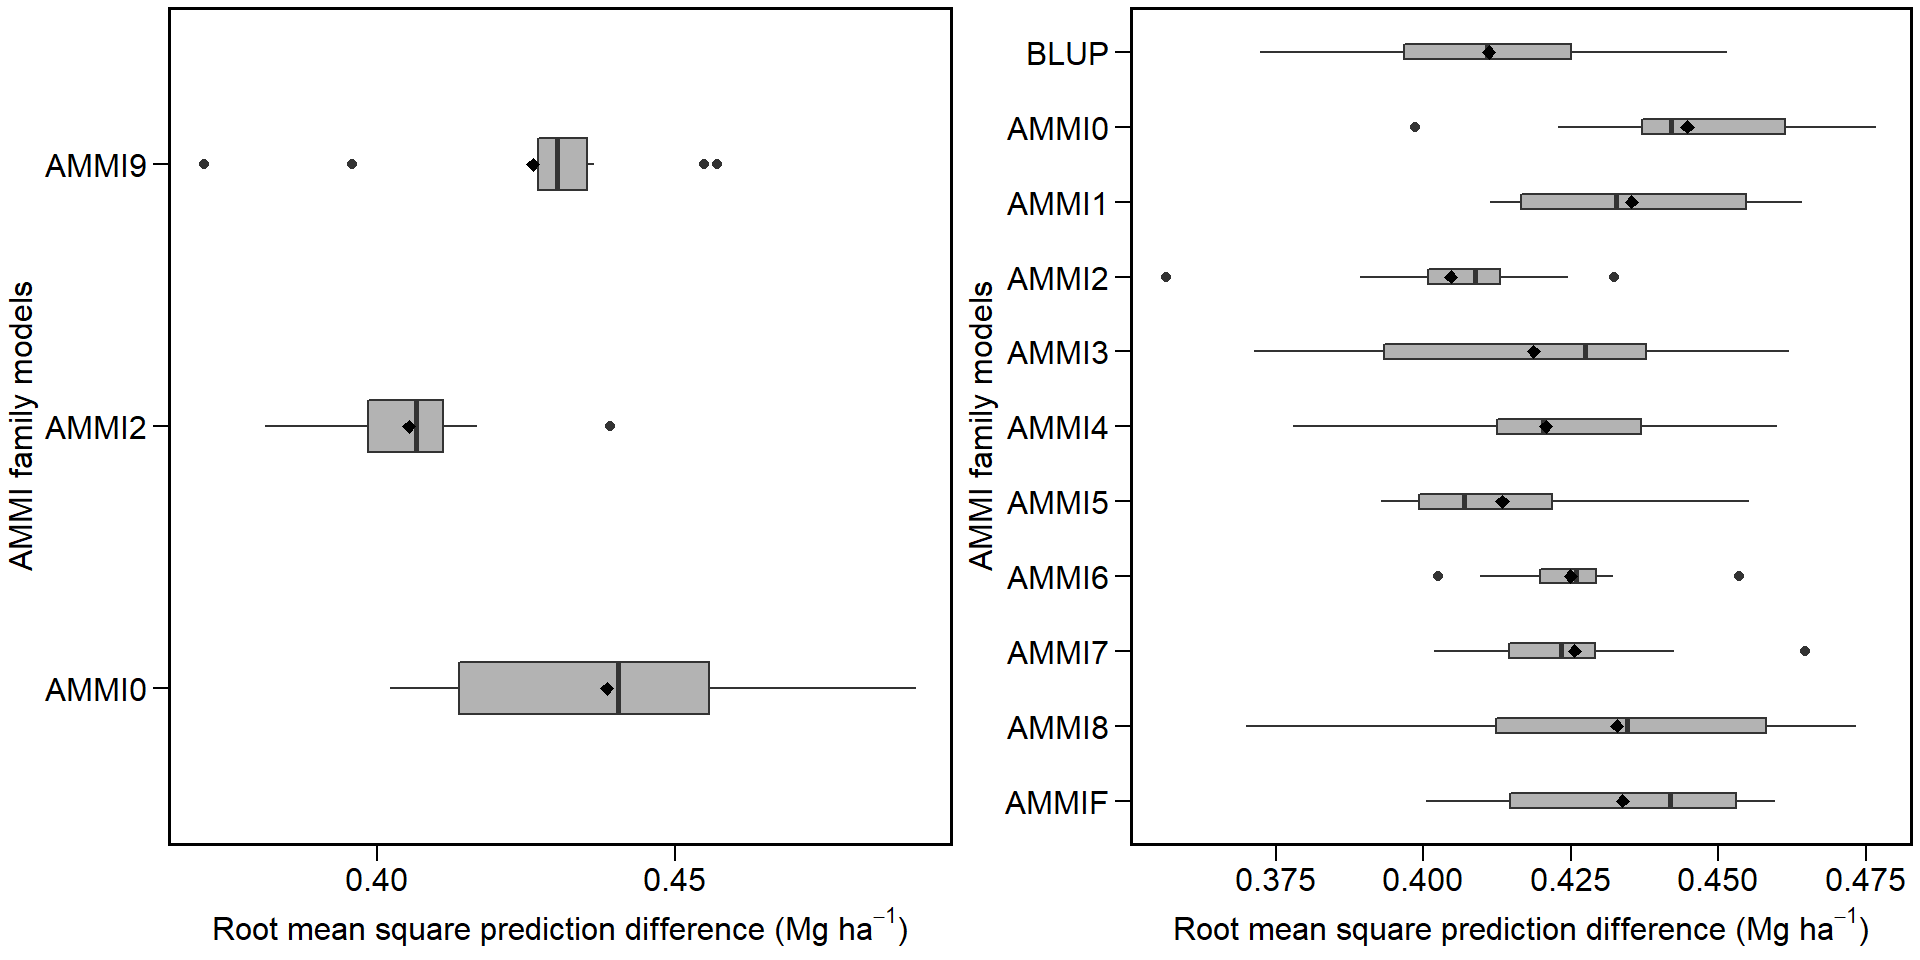 AMMI family models
AMMI9
AMMI2
AMMI0
0.40 0.45
Root mean square prediction difference (Mg ha⁻¹)
AMMI family models
BLUP
AMMI0
AMMI1
AMMI2
AMMI3
AMMI4
AMMI5
AMMI6
AMMI7
AMMI8
AMMIF
0.375 0.400 0.425 0.450 0.475
Root mean square prediction difference (Mg ha⁻¹)